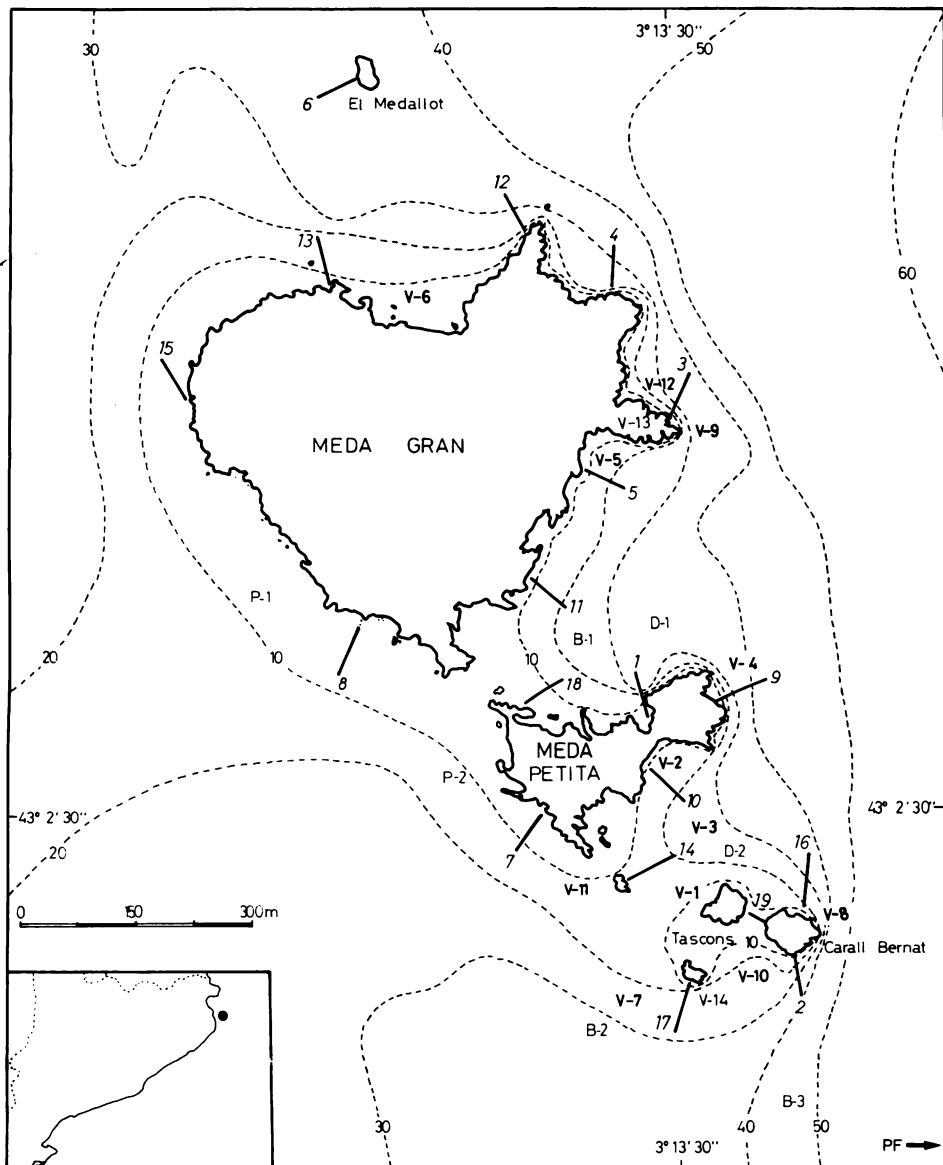 3° 13' 30"
30
40
50
6
El Medallot
12
13
4
V-6
60
15
3
V-12
MEDA GRAN
V-13
V-9
V-5
5
P-1
11
B-1
D-1
20
10
8
10
18
1
V-4
9
MEDA
PETITA
P-2
V-2
10
43° 2' 30"
43° 2' 30"
7
V-3
16
20
14
D-2
V-11
V-1
19
V-8
0 150 300m
Tascons
10
Carall Bernat
V-10
V-7
V-14
17
2
B-2
B-3
30
40
50
3° 13' 30"
PF